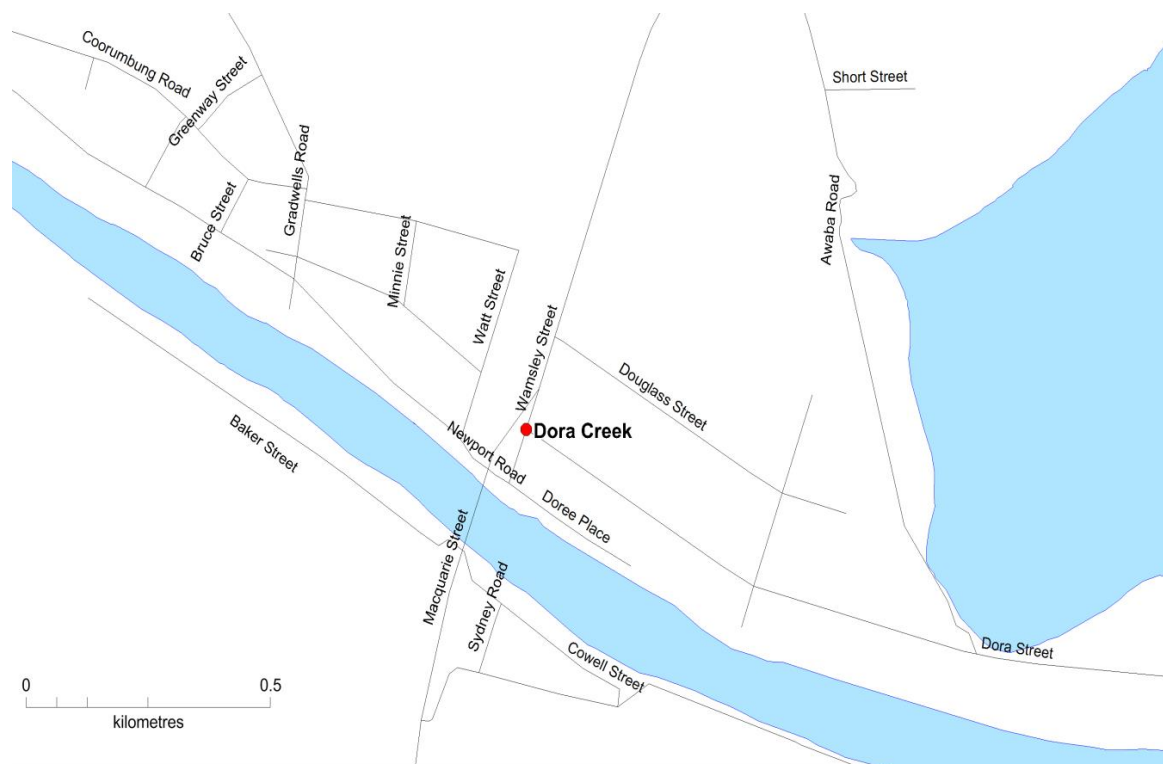 Coorumbung Road
Greenway Street
Short Street
Gradwells Road
Bruce Street
Minnie Street
Awaba Road
Watt Street
Wamsley Street
Douglass Street
Dora Creek
Baker Street
Newport Road
Doree Place
Macquarie Street
Sydney Road
Cowell Street
Dora Street
0 0.5
kilometres